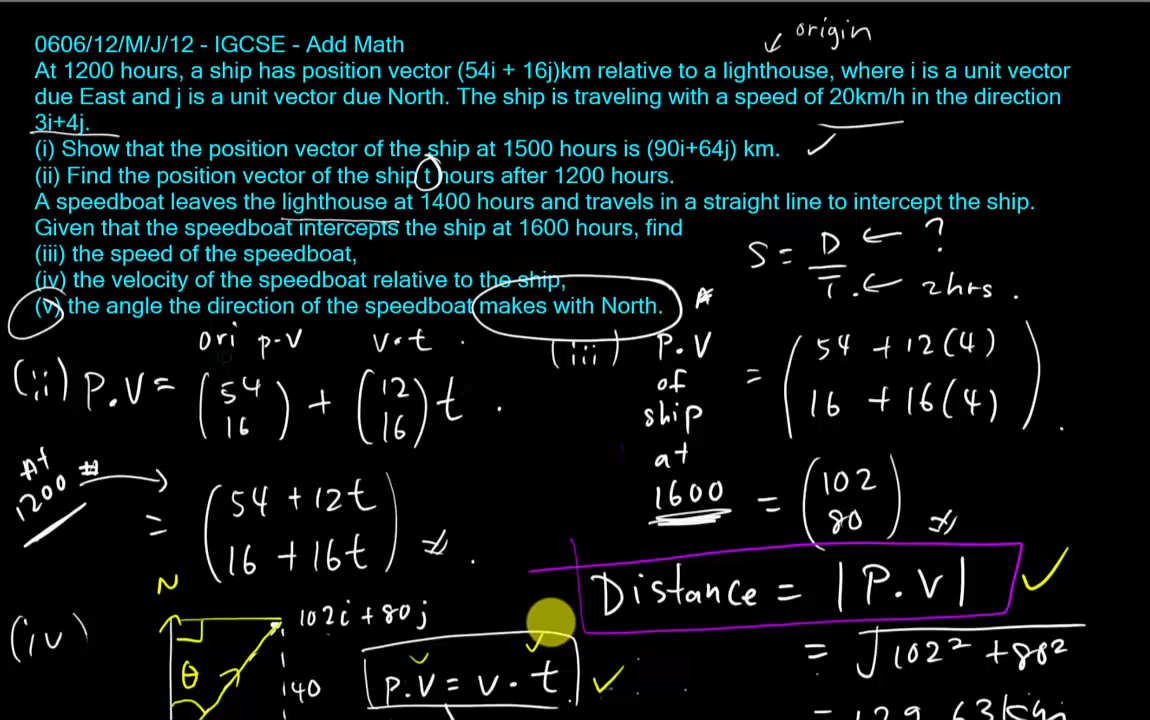 0606/12/M/J/12 - IGCSE - Add Math
origin
At 1200 hours, a ship has position vector (54i + 16j)km relative to a lighthouse, where i is a unit vector
due East and j is a unit vector due North. The ship is traveling with a speed of 20km/h in the direction
3i+4j.
(i) Show that the position vector of the ship at 1500 hours is (90i+64j) km.
(ii) Find the position vector of the ship t hours after 1200 hours.
A speedboat leaves the lighthouse at 1400 hours and travels in a straight line to intercept the ship.
Given that the speedboat intercepts the ship at 1600 hours, find
(iii) the speed of the speedboat,
(iv) the velocity of the speedboat relative to the ship,
(v) the angle the direction of the speedboat makes with North.
S = D ← ?
T. ← 2hrs.
ori p-v v·t.
(ii) P.V = (54 16) + (12 16) t.
At 1200
= (54 + 12t 16 + 16t)
(iii) P.V of ship at 1600 = (54 + 12(4) 16 + 16(4)).
= (102 80)
Distance = |P.V|
= √102² + 80²
= 129.63km
(iv)
N
102i + 80j
θ
140
P.V = v · t